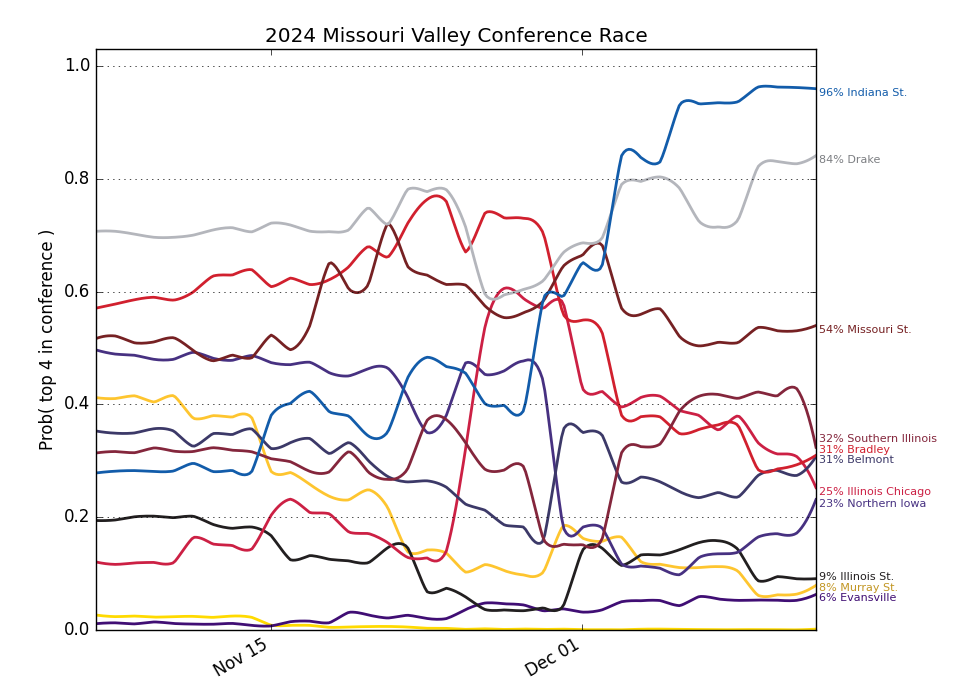 2024 Missouri Valley Conference Race
Prob( top 4 in conference )
1.0
0.8
0.6
0.4
0.2
0.0
Nov 15
Dec 01
96% Indiana St.
84% Drake
54% Missouri St.
32% Southern Illinois
31% Bradley
31% Belmont
25% Illinois Chicago
23% Northern Iowa
9% Illinois St.
8% Murray St.
6% Evansville